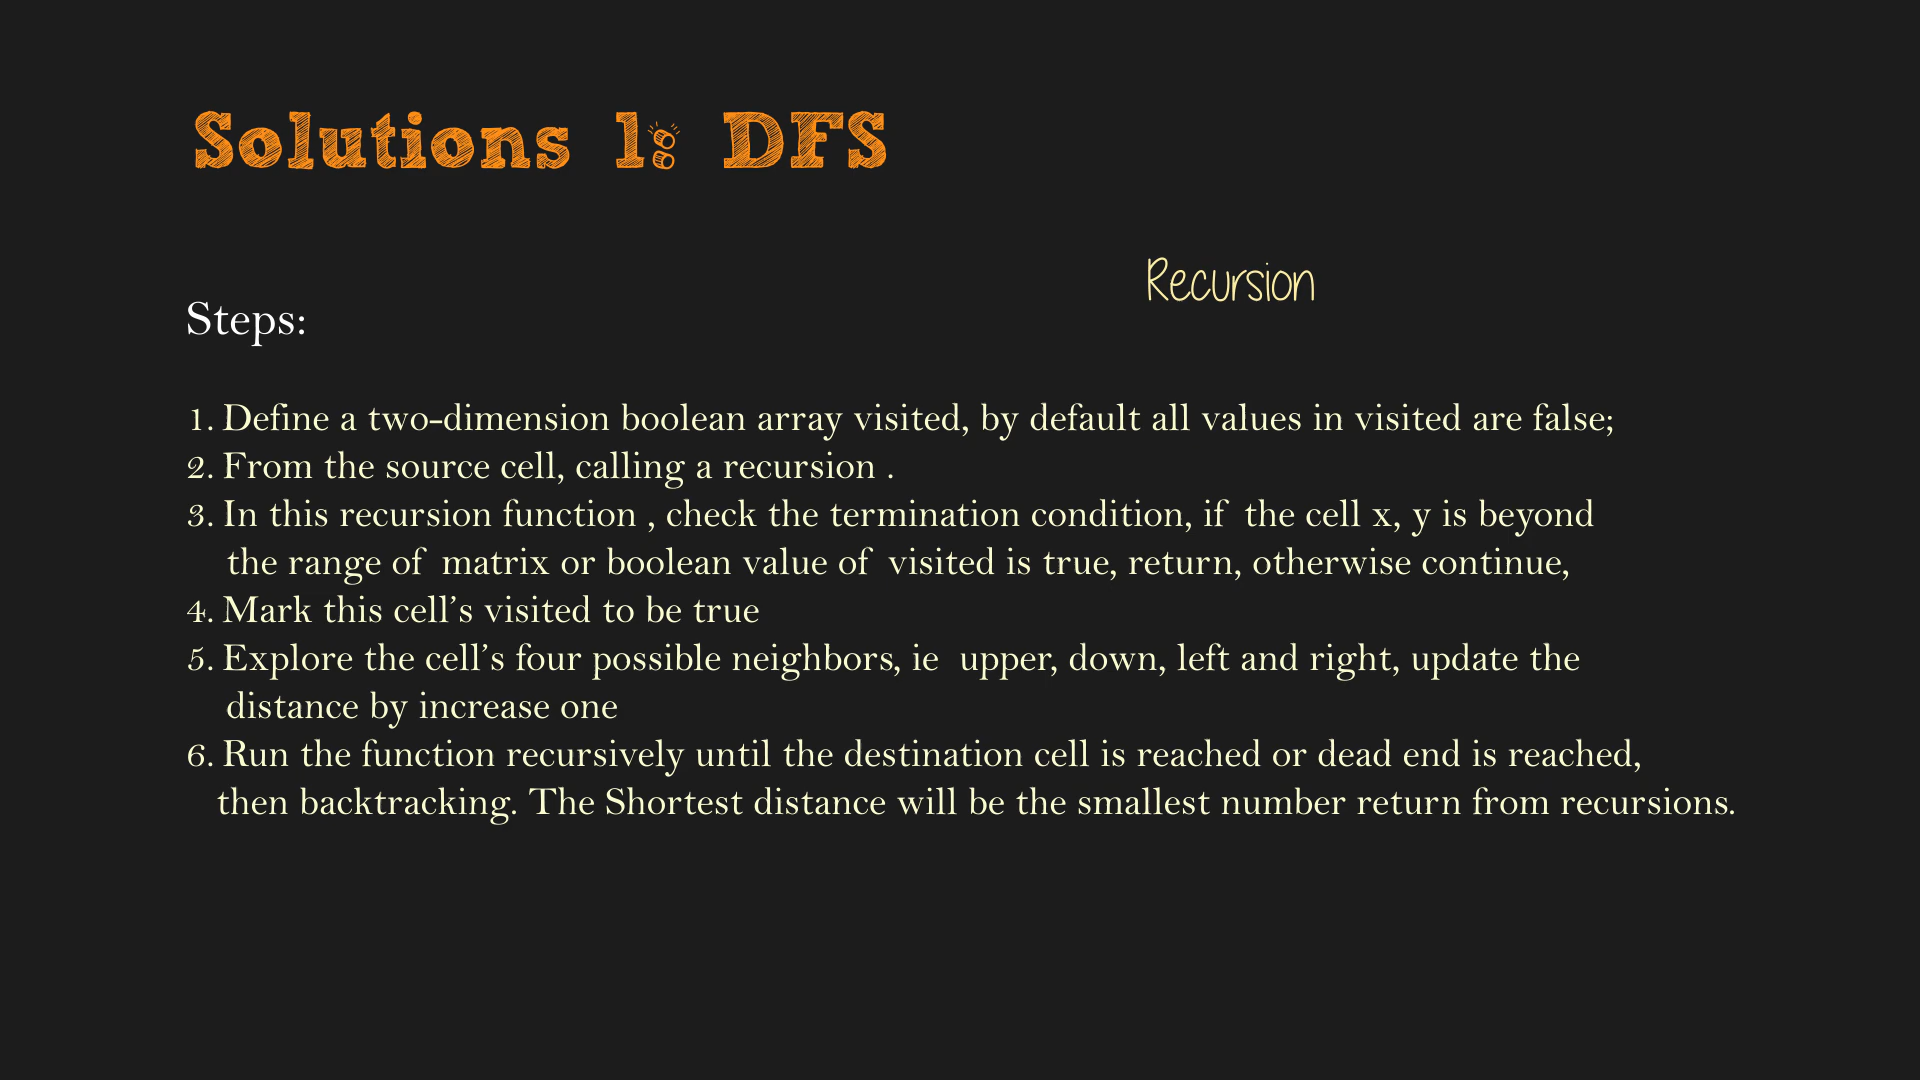 Solutions 1: DFS
Recursion
Steps:
1. Define a two-dimension boolean array visited, by default all values in visited are false;
2. From the source cell, calling a recursion .
3. In this recursion function , check the termination condition, if the cell x, y is beyond
the range of matrix or boolean value of visited is true, return, otherwise continue,
4. Mark this cell’s visited to be true
5. Explore the cell’s four possible neighbors, ie upper, down, left and right, update the
distance by increase one
6. Run the function recursively until the destination cell is reached or dead end is reached,
then backtracking. The Shortest distance will be the smallest number return from recursions.